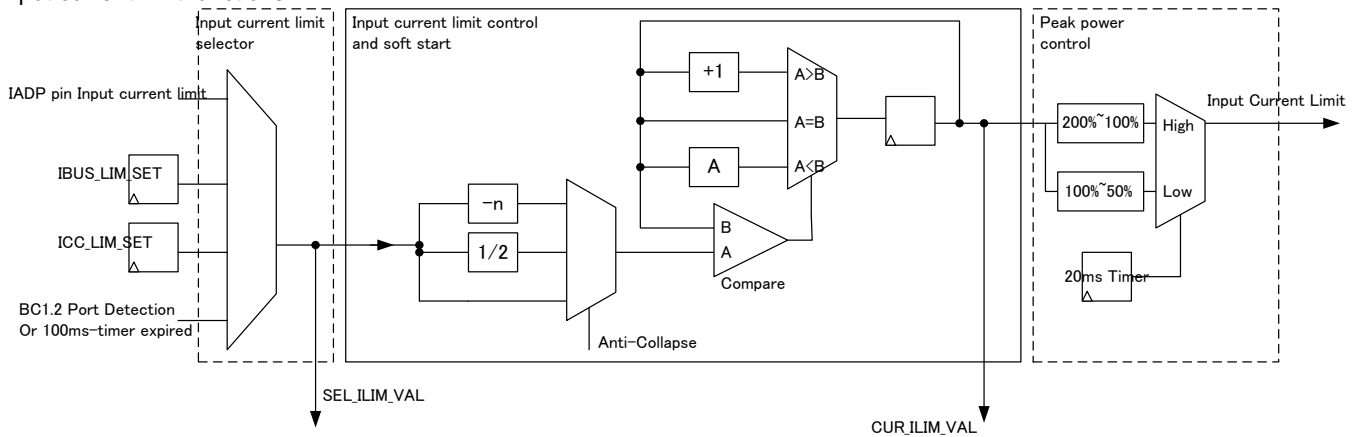 Input current limit
selector
Input current limit control
and soft start
Peak power
control
IADP pin Input current limit
IBUS_LIM_SET
ICC_LIM_SET
BC1.2 Port Detection
Or 100ms-timer expired
SEL_ILIM_VAL
-n
1/2
Anti-Collapse
+1
A
A>B
A=B
A<B
B
A
Compare
CUR_ILIM_VAL
200%~100%
100%~50%
High
Low
20ms Timer
Input Current Limit